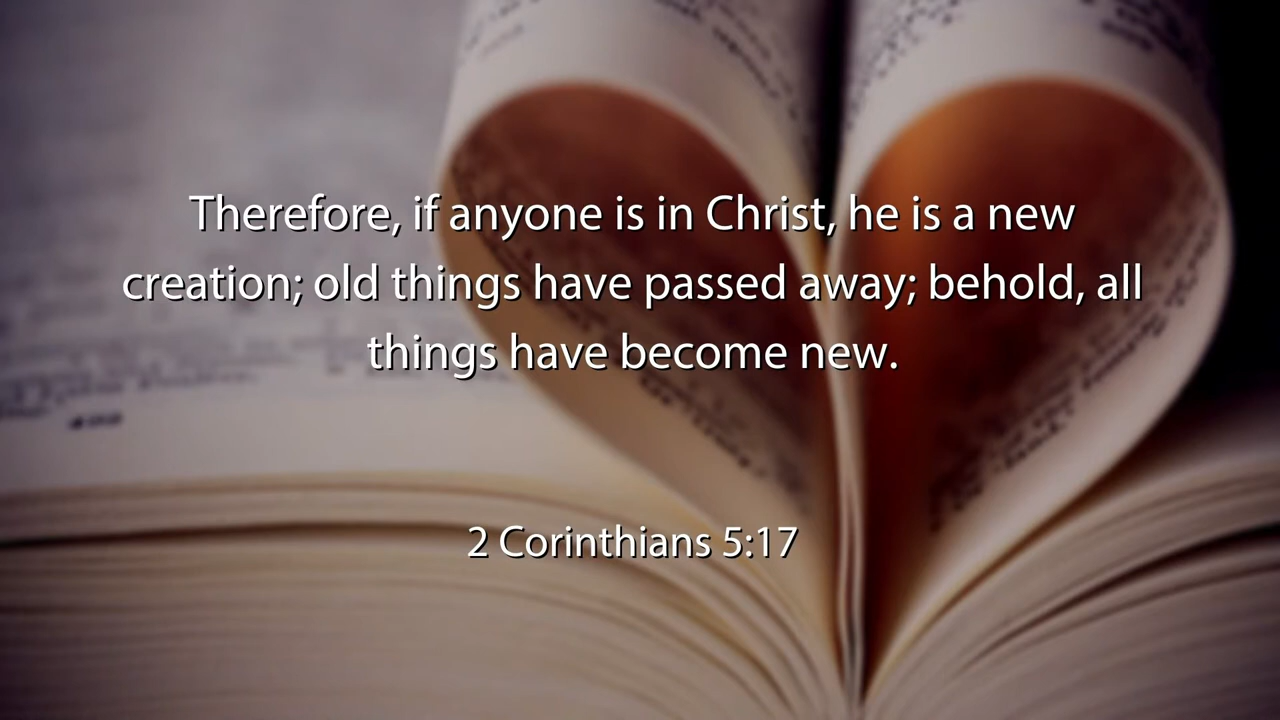 Therefore, if anyone is in Christ, he is a new
creation; old things have passed away; behold, all
things have become new.
2 Corinthians 5:17